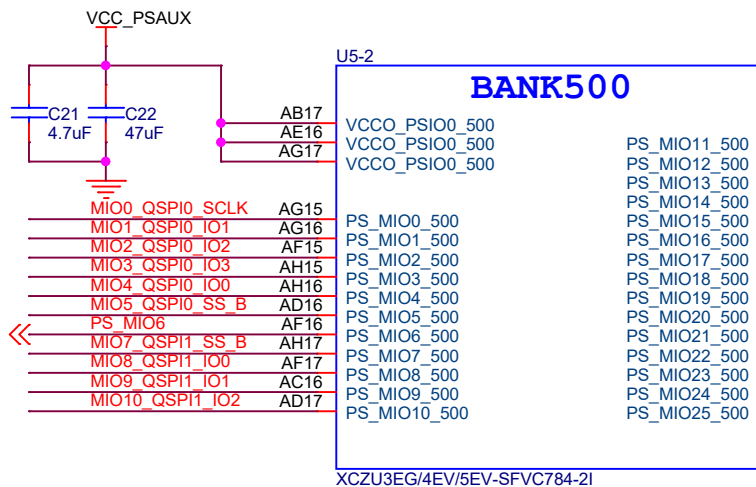 VCC_PSAUX
U5-2
BANK500
C21
4.7uF
C22
47uF
AB17 VCCO_PSIO0_500
AE16 VCCO_PSIO0_500 PS_MIO11_500
AG17 VCCO_PSIO0_500 PS_MIO12_500
PS_MIO13_500
PS_MIO14_500
MIO0_QSPI0_SCLK AG15 PS_MIO0_500 PS_MIO15_500
MIO1_QSPI0_IO1 AG16 PS_MIO1_500 PS_MIO16_500
MIO2_QSPI0_IO2 AF15 PS_MIO2_500 PS_MIO17_500
MIO3_QSPI0_IO3 AH15 PS_MIO3_500 PS_MIO18_500
MIO4_QSPI0_IO0 AH16 PS_MIO4_500 PS_MIO19_500
MIO5_QSPI0_SS_B AD16 PS_MIO5_500 PS_MIO20_500
PS_MIO6 AF16 PS_MIO6_500 PS_MIO21_500
MIO7_QSPI1_SS_B AH17 PS_MIO7_500 PS_MIO22_500
MIO8_QSPI1_IO0 AF17 PS_MIO8_500 PS_MIO23_500
MIO9_QSPI1_IO1 AC16 PS_MIO9_500 PS_MIO24_500
MIO10_QSPI1_IO2 AD17 PS_MIO10_500 PS_MIO25_500
XCZU3EG/4EV/5EV-SFVC784-2I